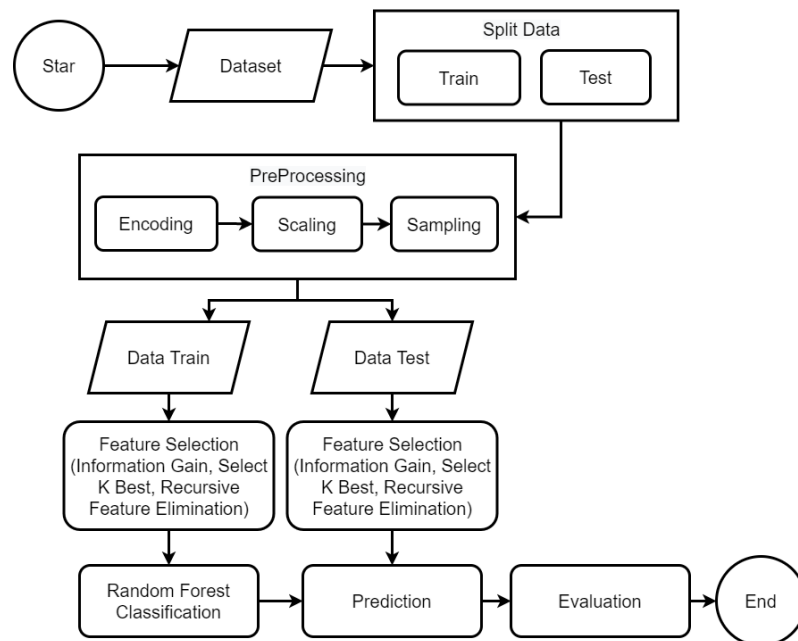 Star
Dataset
Split Data
Train
Test
PreProcessing
Encoding
Scaling
Sampling
Data Train
Data Test
Feature Selection
(Information Gain, Select
K Best, Recursive
Feature Elimination)
Feature Selection
(Information Gain, Select
K Best, Recursive
Feature Elimination)
Random Forest
Classification
Prediction
Evaluation
End